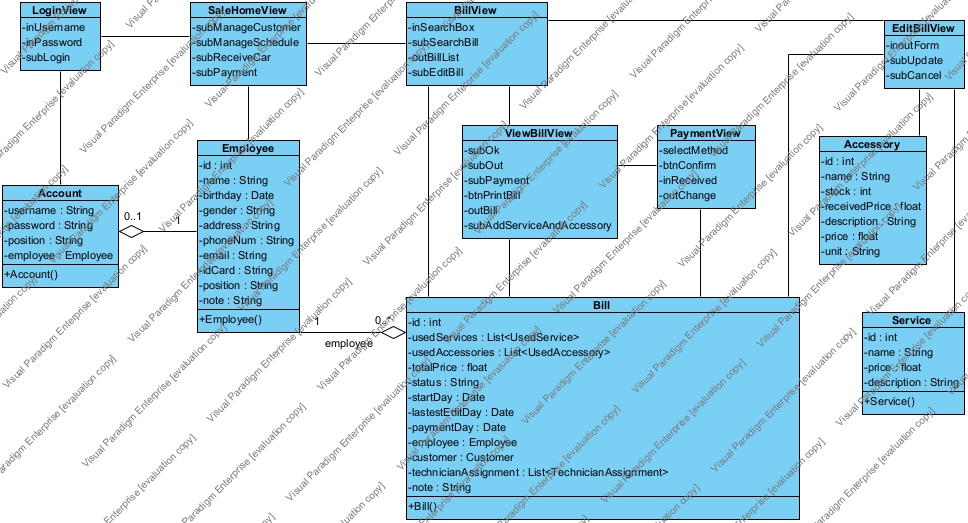 LoginView
-inUsername
-inPassword
-subLogin
SaleHomeView
-subManageCustomer
-subManageSchedule
-subReceiveCar
-subPayment
BillView
-inSearchBox
-subSearchBill
-outBillList
-subEditBill
EditBillView
-inoutForm
-subUpdate
-subCancel
ViewBillView
-subOk
-subOut
-subPayment
-btnPrintBill
-outBill
-subAddServiceAndAccessory
PaymentView
-selectMethod
-btnConfirm
-inReceived
-outChange
Accessory
-id : int
-name : String
-stock : int
-receivedPrice : float
-description : String
-price : float
-unit : String
Employee
-id : int
-name : String
-birthday : Date
-gender : String
-address : String
-phoneNum : String
-email : String
-idCard : String
-position : String
-note : String
+Employee()
Account
-username : String
-password : String
-position : String
-employee : Employee
+Account()
0..1
1
1
0..*
employee
Bill
-id : int
-usedServices : List<UsedService>
-usedAccessories : List<UsedAccessory>
-totalPrice : float
-status : String
-startDay : Date
-lastestEditDay : Date
-paymentDay : Date
-employee : Employee
-customer : Customer
-technicianAssignment : List<TechnicianAssignment>
-note : String
+Bill()
Service
-id : int
-name : String
-price : float
-description : String
+Service()
Visual Paradigm Enterprise [evaluation copy]